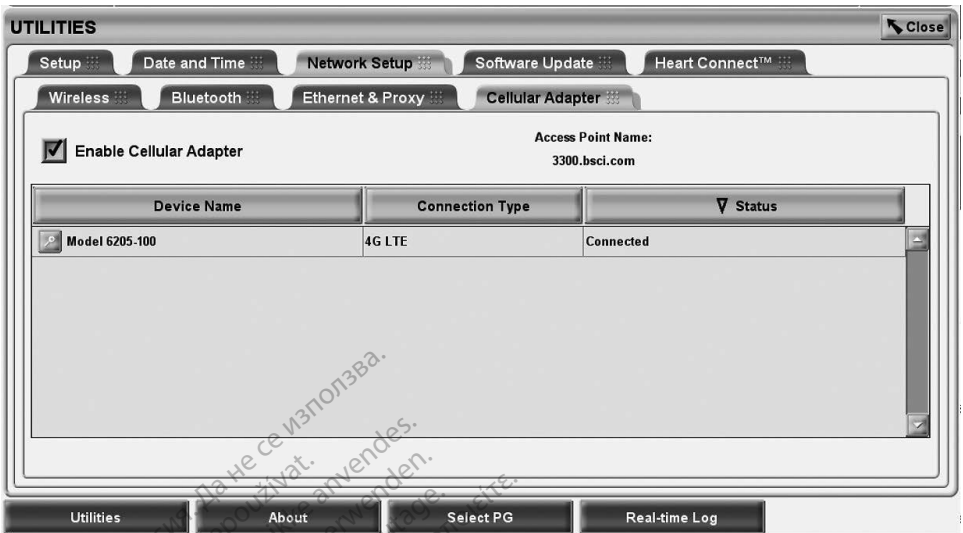 UTILITIES
Close
Setup
Date and Time
Network Setup
Software Update
Heart Connect™
Wireless
Bluetooth
Ethernet & Proxy
Cellular Adapter
Enable Cellular Adapter
Access Point Name:
3300.bsci.com
Device Name
Connection Type
Status
Model 6205-100
4G LTE
Connected
Да не се използва.
anvendes.
Utilities
About
Select PG
Real-time Log